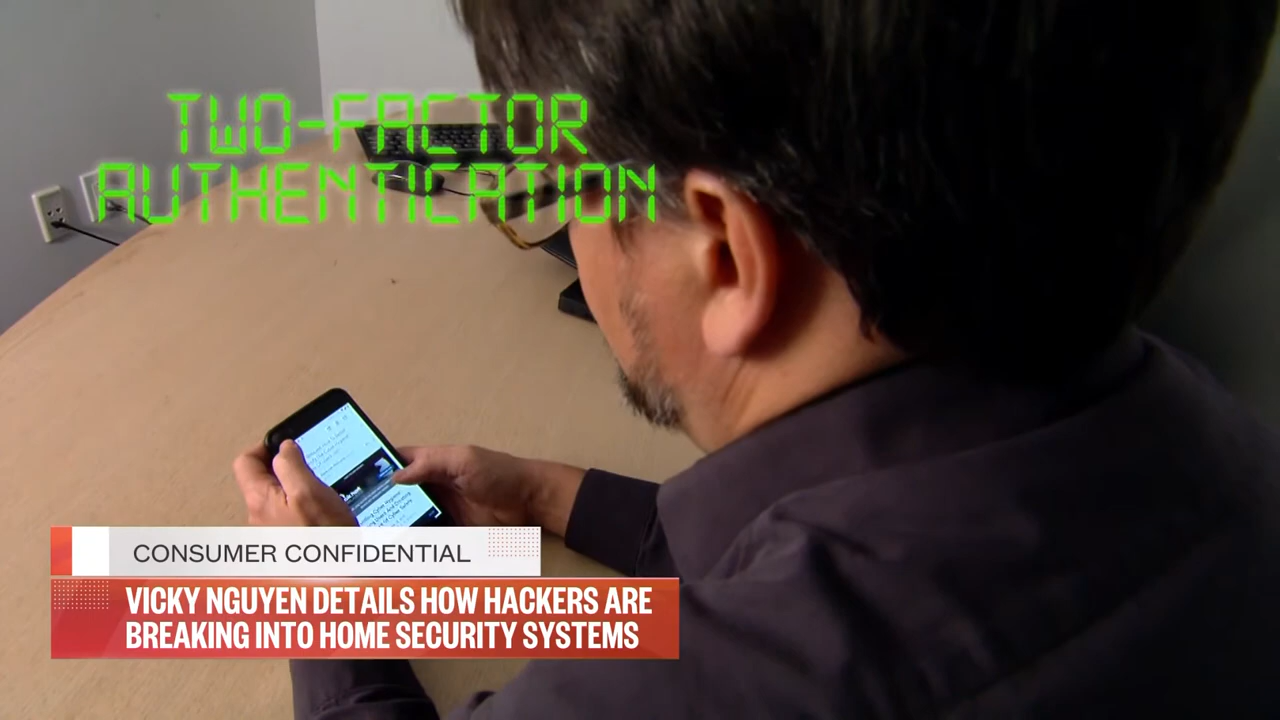 TWO-FACTOR
AUTHENTICATION
CONSUMER CONFIDENTIAL
VICKY NGUYEN DETAILS HOW HACKERS ARE
BREAKING INTO HOME SECURITY SYSTEMS